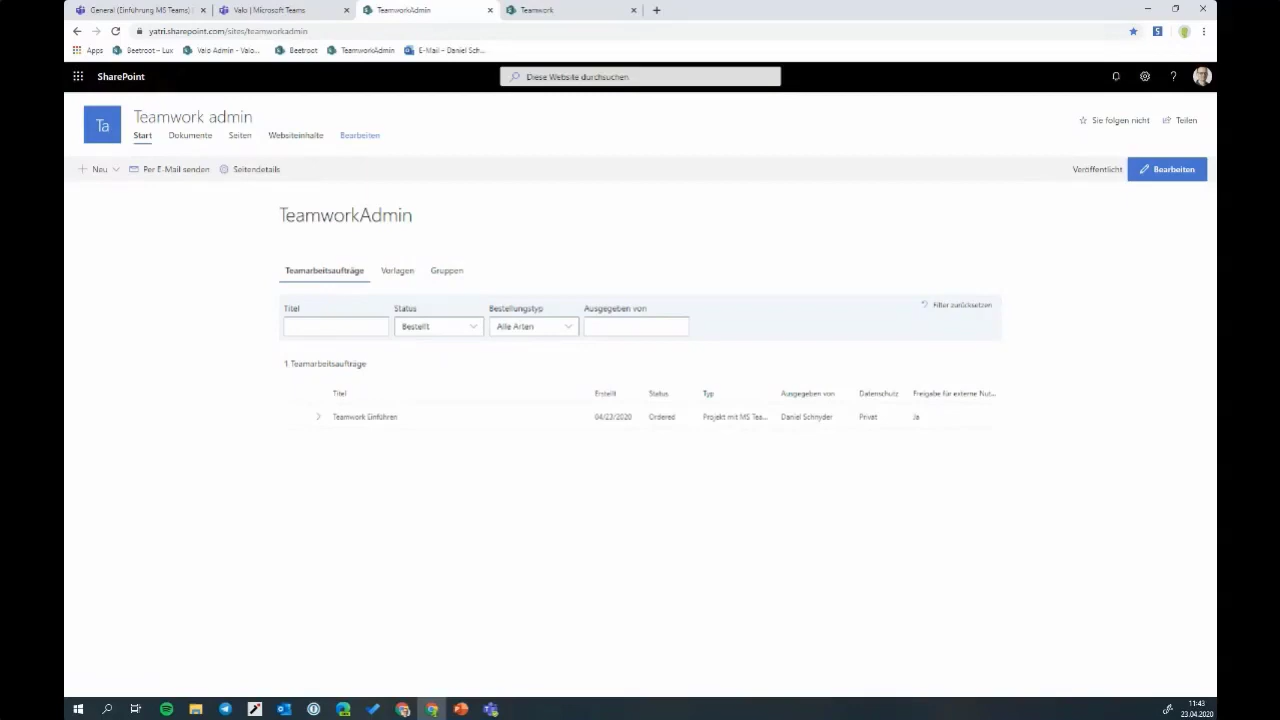 General (Einführung MS Teams)
Valo | Microsoft Teams
TeamworkAdmin
Teamwork
yatri.sharepoint.com/sites/teamworkadmin
Apps
Beetroot – Lux
Valo Admin - Valo...
Beetroot
TeamworkAdmin
E-Mail – Daniel Sch...
SharePoint
Diese Website durchsuchen
Ta
Teamwork admin
Start
Dokumente
Seiten
Websiteinhalte
Bearbeiten
Sie folgen nicht
Teilen
Neu
Per E-Mail senden
Seitendetails
Veröffentlicht
Bearbeiten
TeamworkAdmin
Teamarbeitsaufträge
Vorlagen
Gruppen
Titel
Status
Bestellungstyp
Ausgegeben von
Filter zurücksetzen
Bestellt
Alle Arten
1 Teamarbeitsaufträge
Titel
Erstellt
Status
Typ
Ausgegeben von
Datenschutz
Freigabe für externe Nut...
Teamwork Einführen
04/23/2020
Ordered
Projekt mit MS Tea...
Daniel Schnyder
Privat
Ja
11:43
23.04.2020